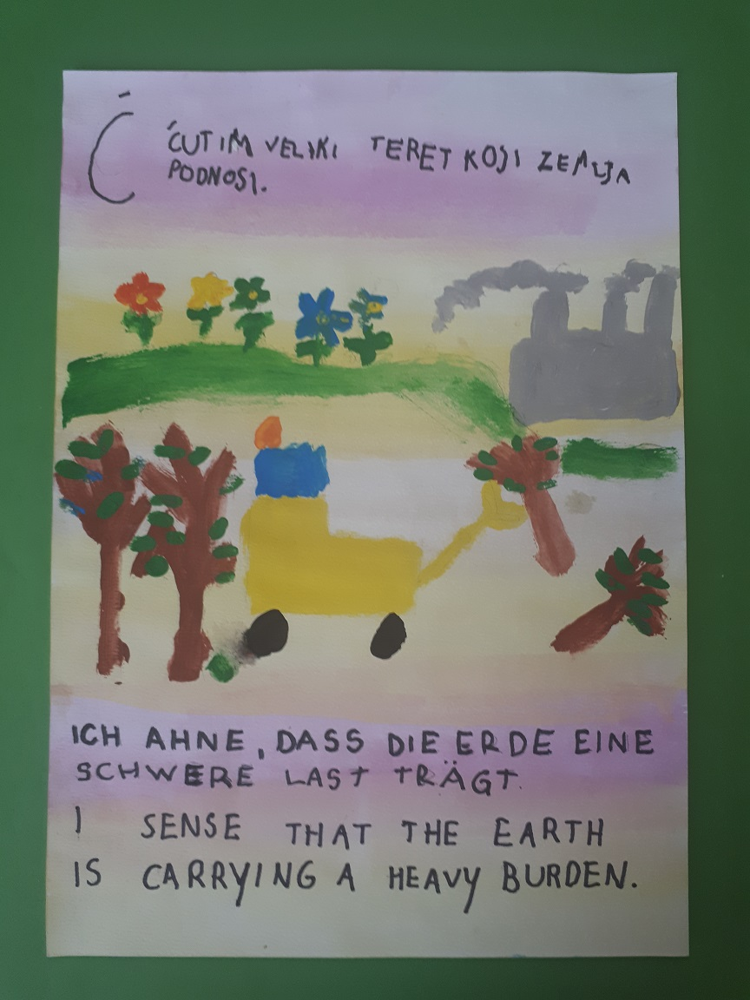 Ć
ĆUTIM VELIKI TERET KOJI ZEMLJA
PODNOSI.
ICH AHNE, DASS DIE ERDE EINE
SCHWERE LAST TRÄGT.
I SENSE THAT THE EARTH
IS CARRYING A HEAVY BURDEN.